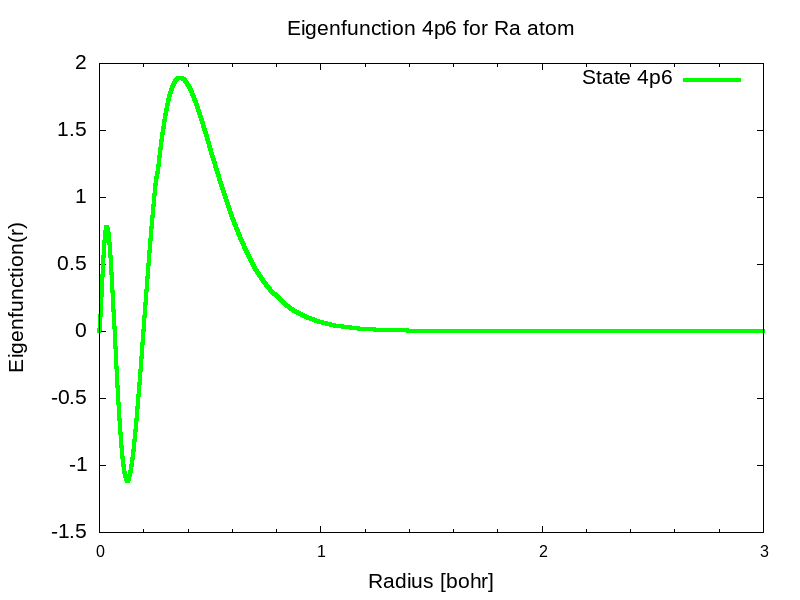 Eigenfunction 4p6 for Ra atom
State 4p6
2
1.5
1
0.5
0
-0.5
-1
-1.5
Eigenfunction(r)
0 1 2 3
Radius [bohr]